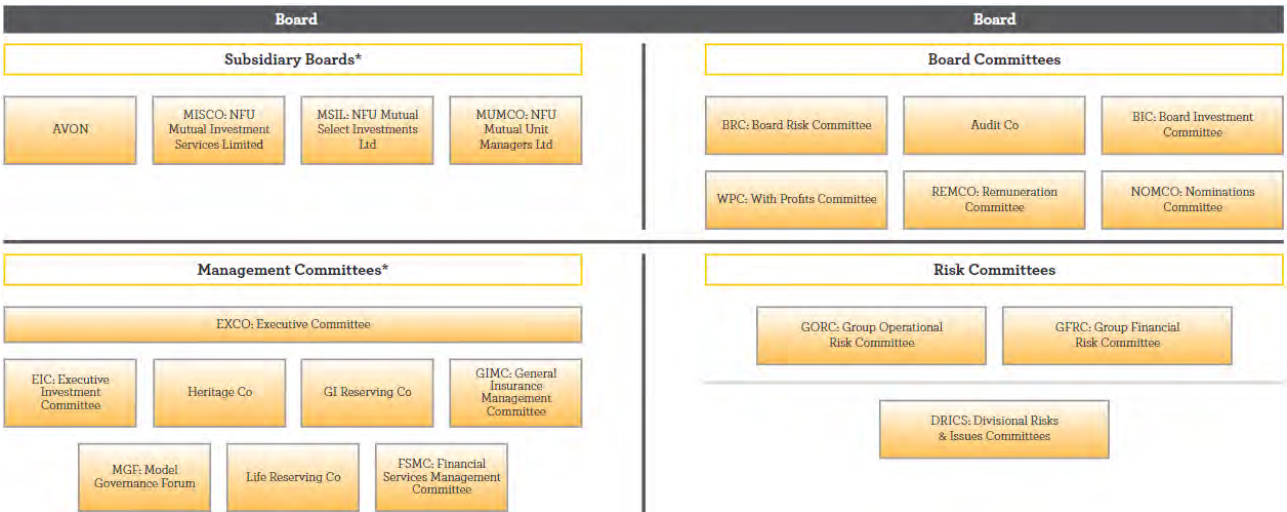 Board
Board
Subsidiary Boards*
AVON
MISCO: NFU
Mutual Investment
Services Limited
MSIL: NFU Mutual
Select Investments
Ltd
MUMCO: NFU
Mutual Unit
Managers Ltd
Board Committees
BRC: Board Risk Committee
Audit Co
BIC: Board Investment
Committee
WPC: With Profits Committee
REMCO: Remuneration
Committee
NOMCO: Nominations
Committee
Management Committees*
EXCO: Executive Committee
EIC: Executive
Investment
Committee
Heritage Co
GI Reserving Co
GIMC: General
Insurance
Management
Committee
MGF: Model
Governance Forum
Life Reserving Co
FSMC: Financial
Services Management
Committee
Risk Committees
GORC: Group Operational
Risk Committee
GFRC: Group Financial
Risk Committee
DRICS: Divisional Risks
& Issues Committees